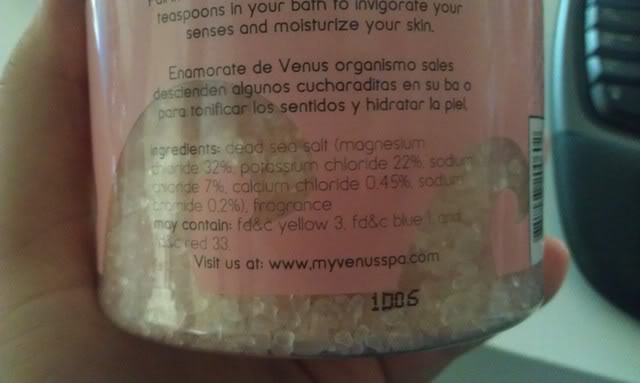 teaspoons in your bath to invigorate your
senses and moisturize your skin.
Enamorate de Venus organismo sales
descienden algunos cucharaditas en su ba o
para tonificar los sentidos y hidratar la piel.
ingredients: dead sea salt (magnesium
chloride 32%, potassium chloride 22%, sodium
chloride 7%, calcium chloride 0.45%, sodium
bromide 0.2%), fragrance
may contain: fd&c yellow 3, fd&c blue 1, and
fd&c red 33.
Visit us at: www.myvenusspa.com
1006